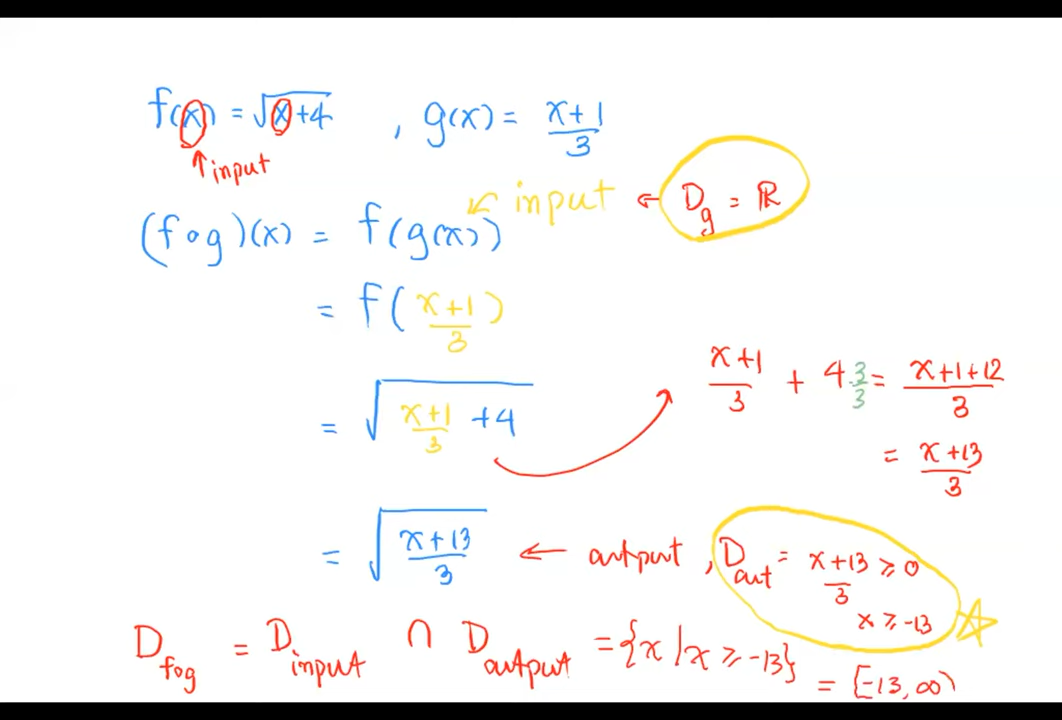 f(x) = √(x+4) , g(x) = (x+1)/3
↑input
(f∘g)(x) = f(g(x)) ↙ input ← D_g = ℝ
= f((x+1)/3)
= √((x+1)/3 + 4)
(x+1)/3 + 4 3/3 = (x+1+12)/3
= (x+13)/3
= √((x+13)/3) ← output , D_out = (x+13)/3 ≥ 0
x ≥ -13
D_fog = D_input ∩ D_output = {x | x ≥ -13}
= [-13, ∞)